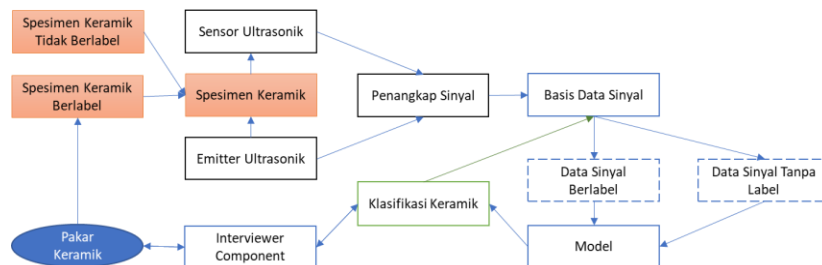 Spesimen Keramik
Tidak Berlabel
Sensor Ultrasonik
Spesimen Keramik
Berlabel
Spesimen Keramik
Penangkap Sinyal
Basis Data Sinyal
Emitter Ultrasonik
Data Sinyal
Berlabel
Data Sinyal Tanpa
Label
Klasifikasi Keramik
Pakar
Keramik
Interviewer
Component
Model